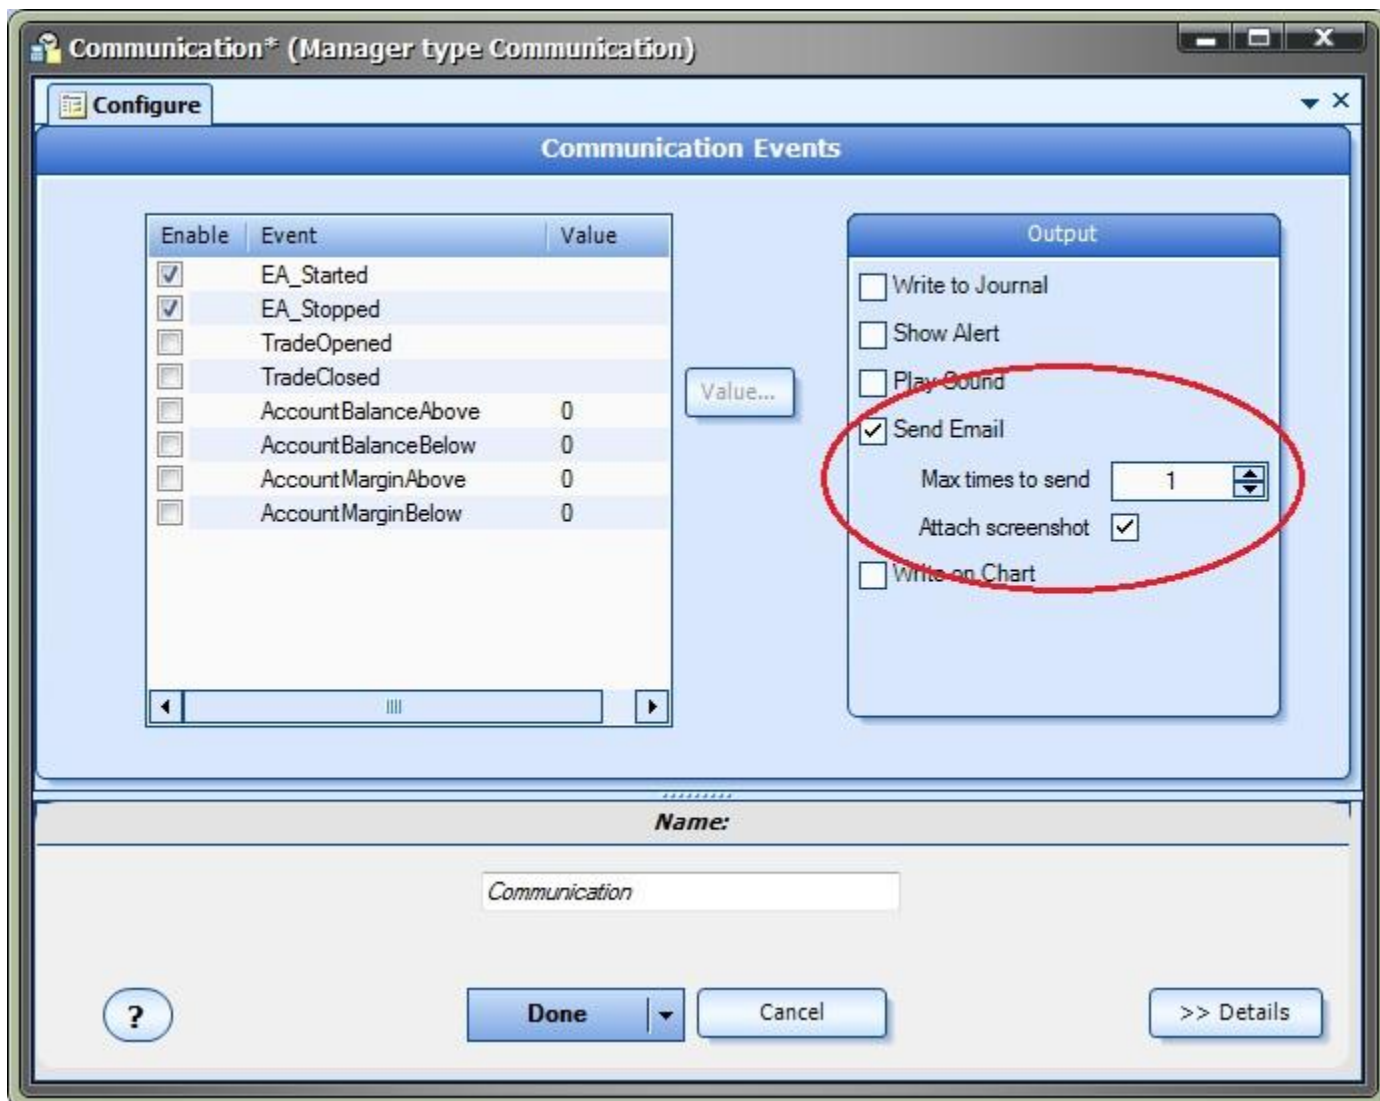 Communication* (Manager type Communication)
Configure
Communication Events
Enable Event Value
EA_Started
EA_Stopped
TradeOpened
TradeClosed
AccountBalanceAbove 0
AccountBalanceBelow 0
AccountMarginAbove 0
AccountMarginBelow 0
Value...
Output
Write to Journal
Show Alert
Play Sound
Send Email
Max times to send 1
Attach screenshot
Write on Chart
Name:
Communication
?
Done
Cancel
>> Details